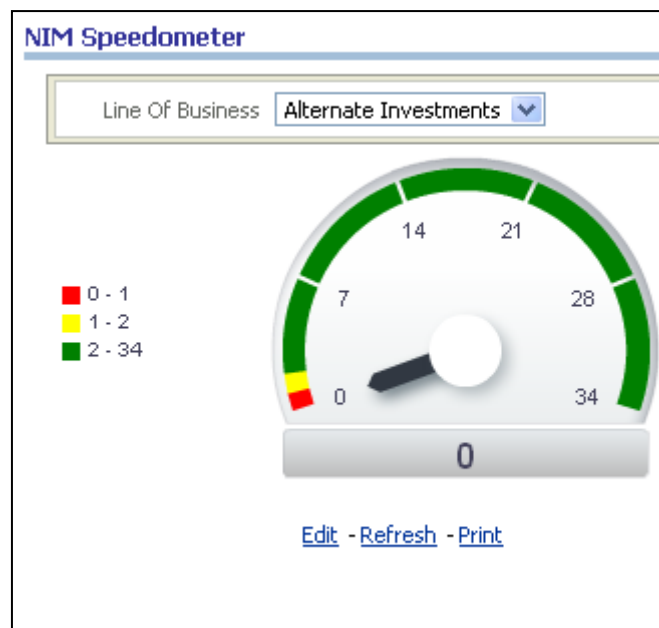 NIM Speedometer
Line Of Business Alternate Investments
14 21
0 - 1
7 28
1 - 2
2 - 34
0 34
0
Edit - Refresh - Print